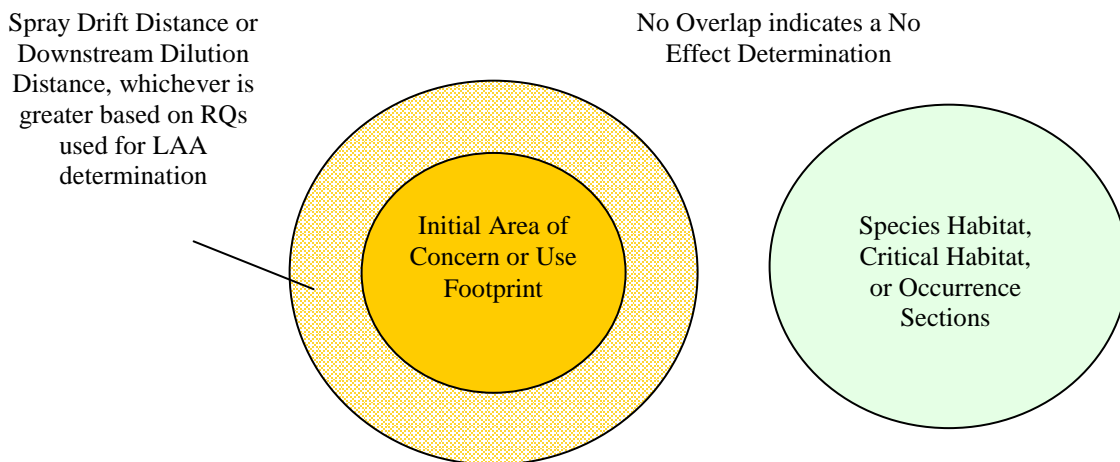 Spray Drift Distance or
Downstream Dilution
Distance, whichever is
greater based on RQs
used for LAA
determination
No Overlap indicates a No
Effect Determination
Initial Area of
Concern or Use
Footprint
Species Habitat,
Critical Habitat,
or Occurrence
Sections